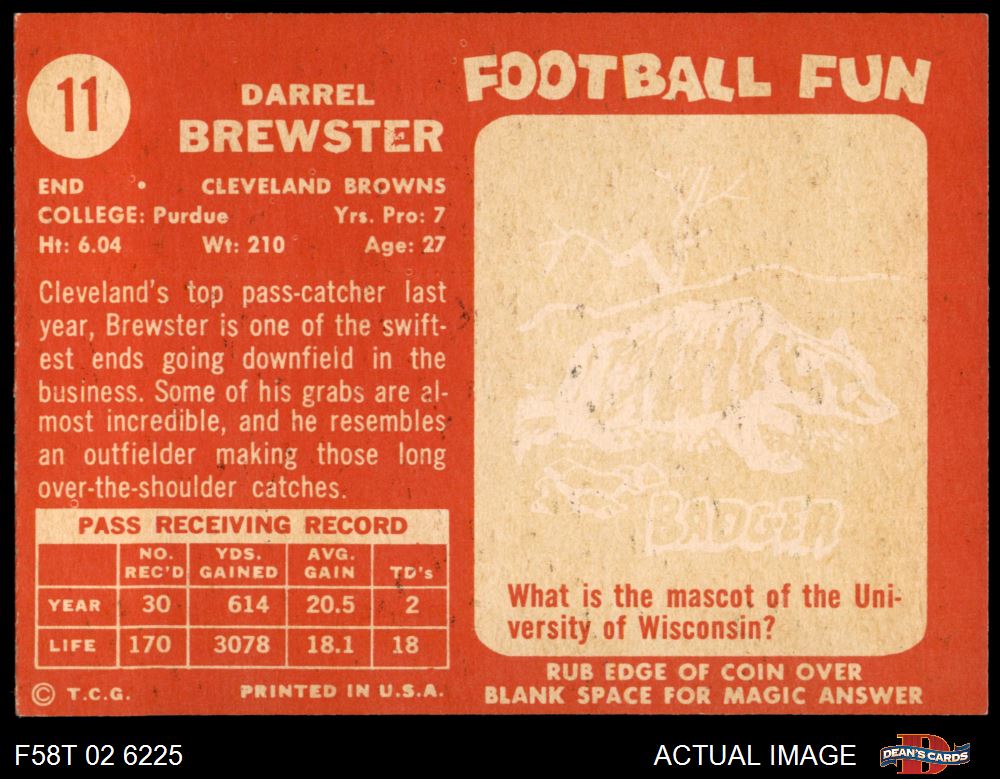 11
DARREL
BREWSTER
END • CLEVELAND BROWNS
COLLEGE: Purdue Yrs. Pro: 7
Ht: 6.04 Wt: 210 Age: 27
Cleveland's top pass-catcher last
year, Brewster is one of the swift-
est ends going downfield in the
business. Some of his grabs are al-
most incredible, and he resembles
an outfielder making those long
over-the-shoulder catches.
PASS RECEIVING RECORD
NO. REC'D YDS. GAINED AVG. GAIN TD's
YEAR 30 614 20.5 2
LIFE 170 3078 18.1 18
© T.C.G. PRINTED IN U.S.A.
FOOTBALL FUN
BADGER
What is the mascot of the Uni-
versity of Wisconsin?
RUB EDGE OF COIN OVER
BLANK SPACE FOR MAGIC ANSWER
F58T 02 6225
ACTUAL IMAGE
DEAN'S CARDS